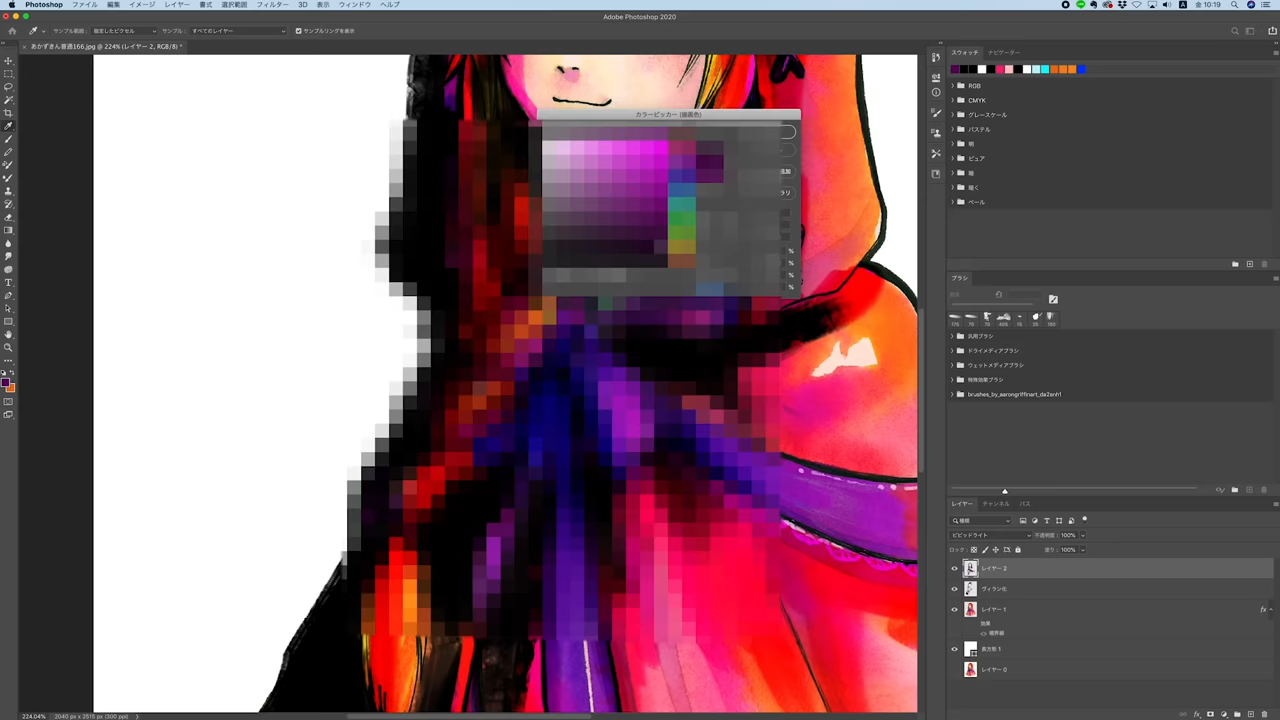 Photoshop ファイル 編集 イメージ レイヤー 書式 選択範囲 フィルター 3D 表示 ウィンドウ ヘルプ
A 10:19
Adobe Photoshop 2020
サンプル範囲: 指定したピクセル サンプル: すべてのレイヤー サンプルリングを表示
× あかずきん普通166.jpg @ 224% (レイヤー 2, RGB/8) *
カラーピッカー (描画色)
追加
ラリ
%
%
%
%
スウォッチ ナビゲーター
RGB
CMYK
グレースケール
パステル
明
ピュア
暗
暗く
ペール
ブラシ
汎用ブラシ
ドライメディアブラシ
ウェットメディアブラシ
特殊効果ブラシ
レイヤー チャンネル パス
種類
ビビッドライト 不透明度: 100%
ロック: 塗り: 100%
レイヤー 2
ヴィラン化
レイヤー 1 fx
効果
境界線
長方形 1
レイヤー 0
224.04% 2040 px x 2515 px (300 ppi)